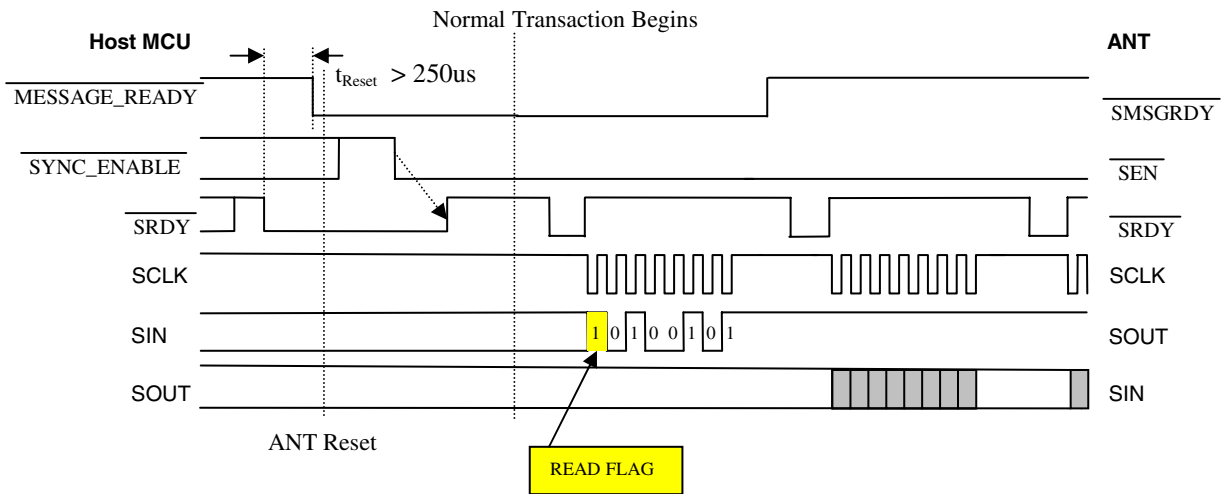 Normal Transaction Begins
Host MCU
ANT
tReset > 250us
MESSAGE_READY
SMSGRDY
SYNC_ENABLE
SEN
SRDY
SRDY
SCLK
SCLK
SIN
1 0 1 0 0 1 0 1
SOUT
SOUT
SIN
ANT Reset
READ FLAG